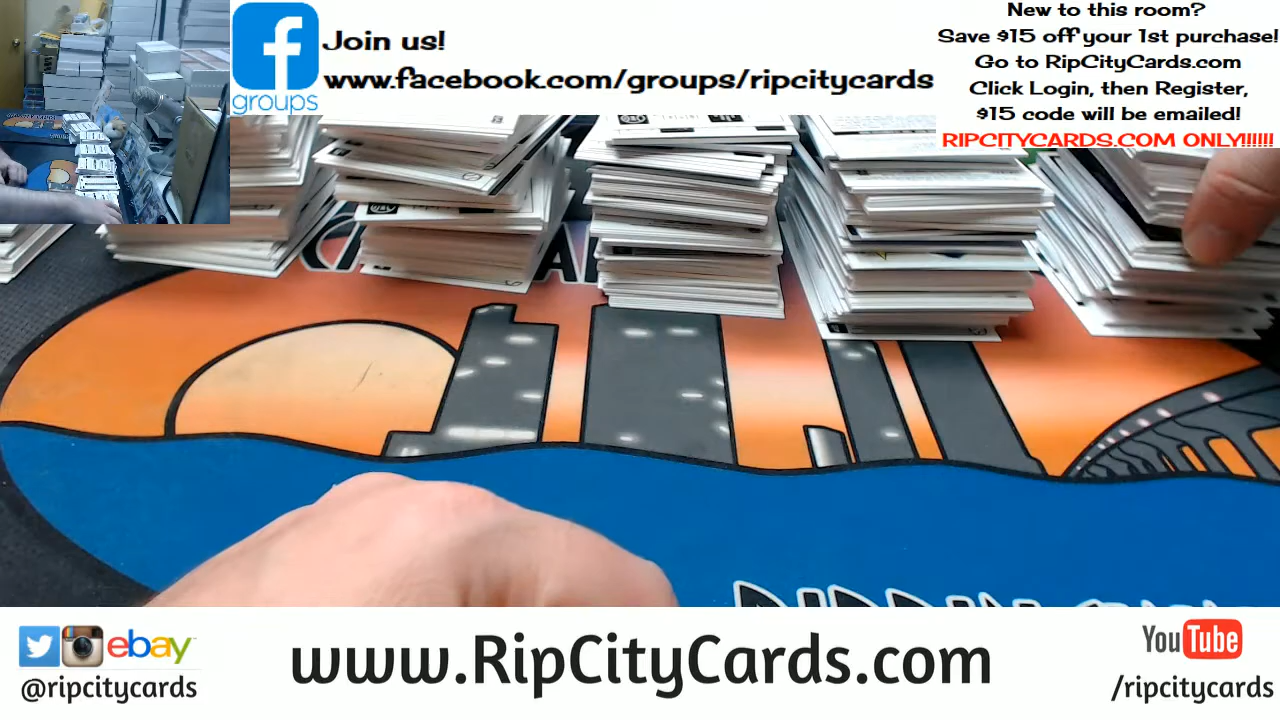 Join us!
www.facebook.com/groups/ripcitycards
groups
New to this room?
Save $15 off your 1st purchase!
Go to RipCityCards.com
Click Login, then Register,
$15 code will be emailed!
RIPCITYCARDS.COM ONLY!!!!!!
ebay
@ripcitycards
www.RipCityCards.com
YouTube
/ripcitycards